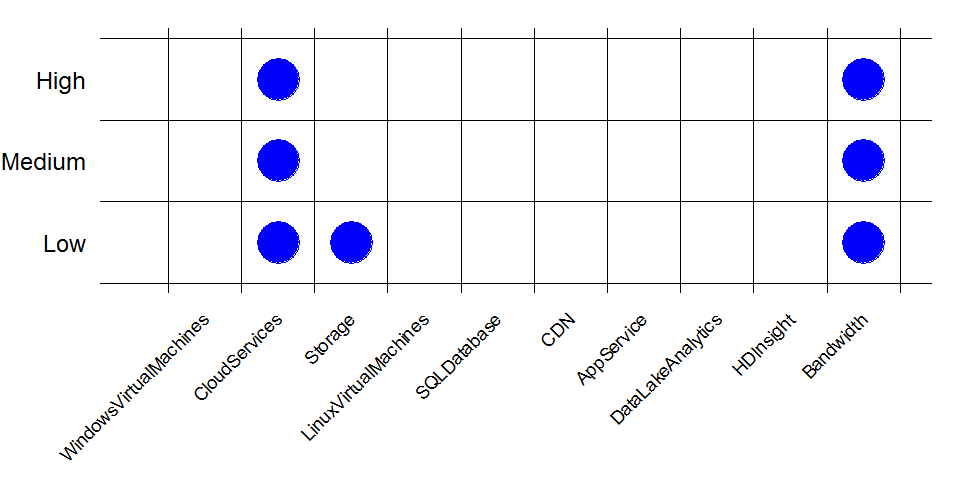 High
Medium
Low
WindowsVirtualMachines
CloudServices
Storage
LinuxVirtualMachines
SQLDatabase
CDN
AppService
DataLakeAnalytics
HDInsight
Bandwidth